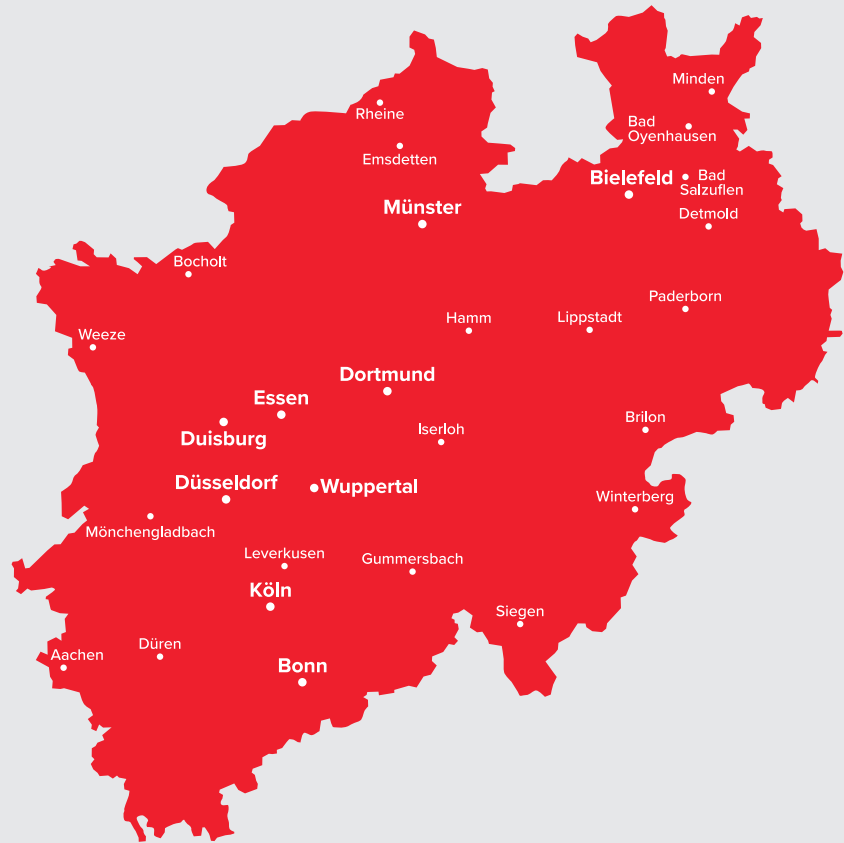 Minden
Rheine
Bad
Oyenhausen
Emsdetten
Bielefeld
Bad
Salzuflen
Münster
Detmold
Bocholt
Paderborn
Hamm
Lippstadt
Weeze
Dortmund
Essen
Brilon
Iserloh
Duisburg
Düsseldorf
Wuppertal
Winterberg
Mönchengladbach
Leverkusen
Gummersbach
Köln
Siegen
Düren
Aachen
Bonn